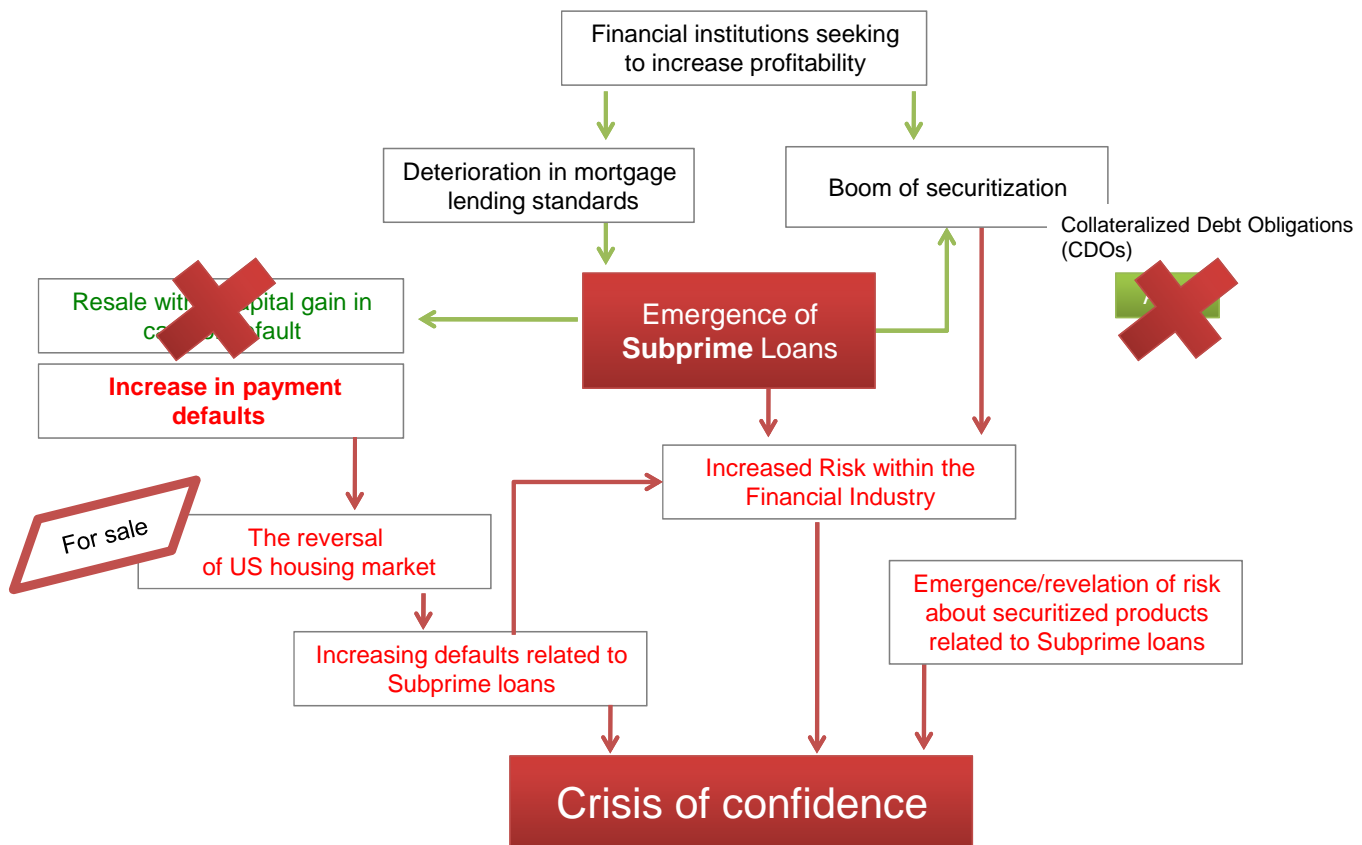 Financial institutions seeking
to increase profitability
Deterioration in mortgage
lending standards
Boom of securitization
Collateralized Debt Obligations
(CDOs)
Resale with capital gain in
default
Emergence of
Subprime Loans
Increase in payment
defaults
Increased Risk within the
Financial Industry
For sale
The reversal
of US housing market
Emergence/revelation of risk
about securitized products
related to Subprime loans
Increasing defaults related to
Subprime loans
Crisis of confidence